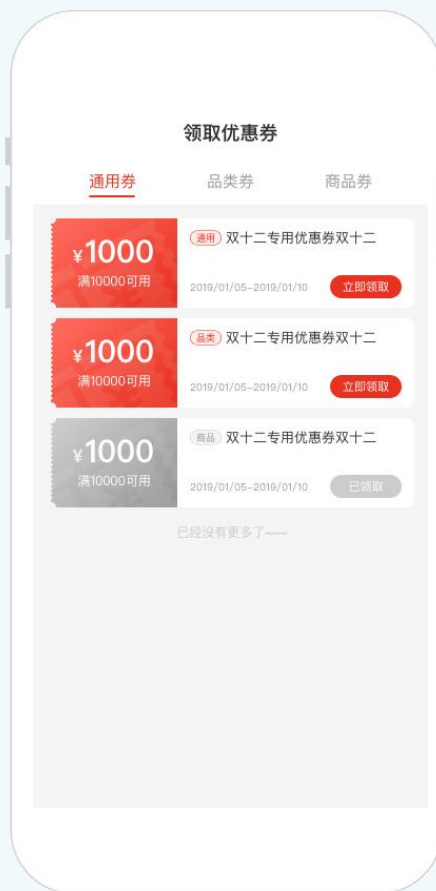 领取优惠券
通用券 品类券 商品券
¥1000
满10000可用
通用 双十二专用优惠券双十二
2019/01/05-2019/01/10 立即领取
¥1000
满10000可用
品类 双十二专用优惠券双十二
2019/01/05-2019/01/10 立即领取
¥1000
满10000可用
商品 双十二专用优惠券双十二
2019/01/05-2019/01/10 已领取
已经没有更多了~~~